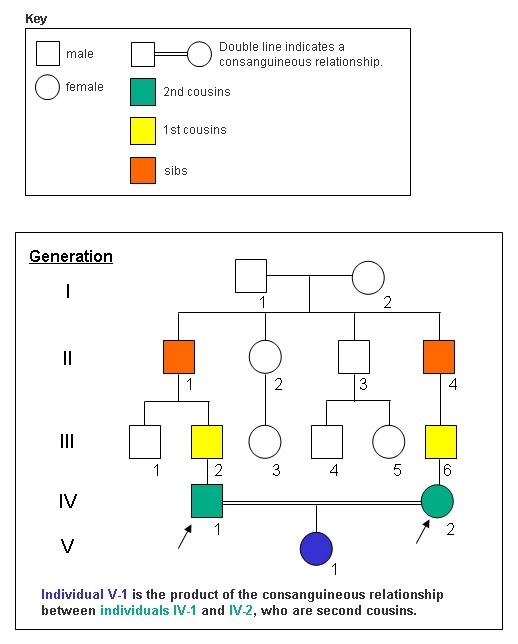 Key
male
Double line indicates a
consanguineous relationship.
female
2nd cousins
1st cousins
sibs
Generation
I
1 2
II
1 2 3 4
III
1 2 3 4 5 6
IV
1 2
V
1
Individual V-1 is the product of the consanguineous relationship
between individuals IV-1 and IV-2, who are second cousins.